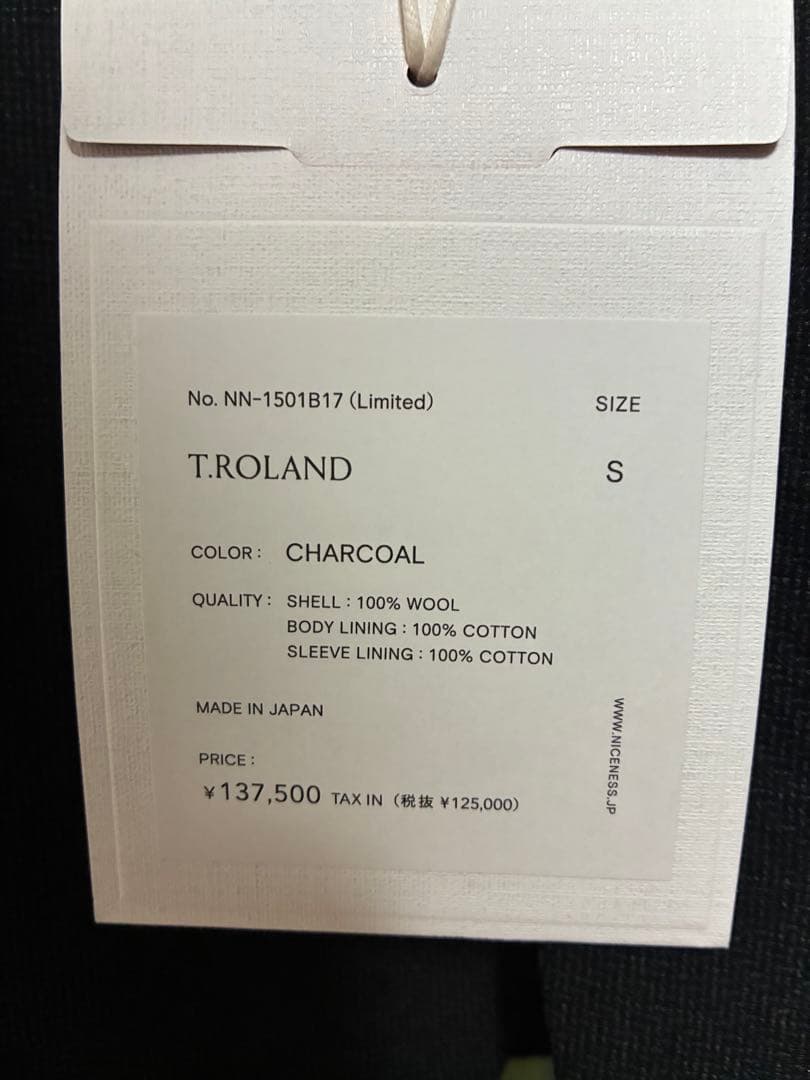 No. NN-1501B17 (Limited)
SIZE
T.ROLAND
S
COLOR : CHARCOAL
QUALITY : SHELL : 100% WOOL
BODY LINING : 100% COTTON
SLEEVE LINING : 100% COTTON
MADE IN JAPAN
WWW.NICENESS.JP
PRICE :
¥137,500 TAX IN (税抜 ¥125,000)